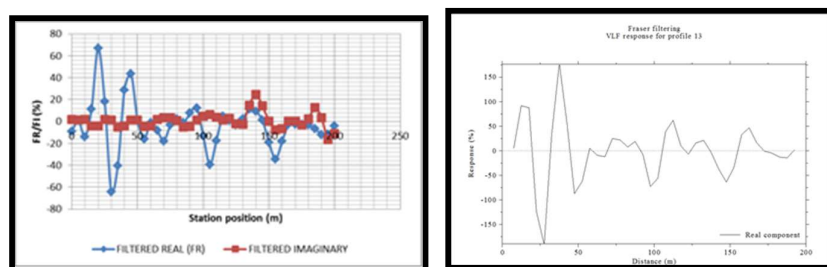 80
60
40
20
0
-20
-40
-60
-80
FR/FI (%)
0 50 100 150 200 250
Station position (m)
FILTERED REAL (FR) FILTERED IMAGINARY
Fraser filtering
VLF response for profile 13
150
100
50
0
-50
-100
-150
Response (%)
Real component
0 50 100 150 200
Distance (m)